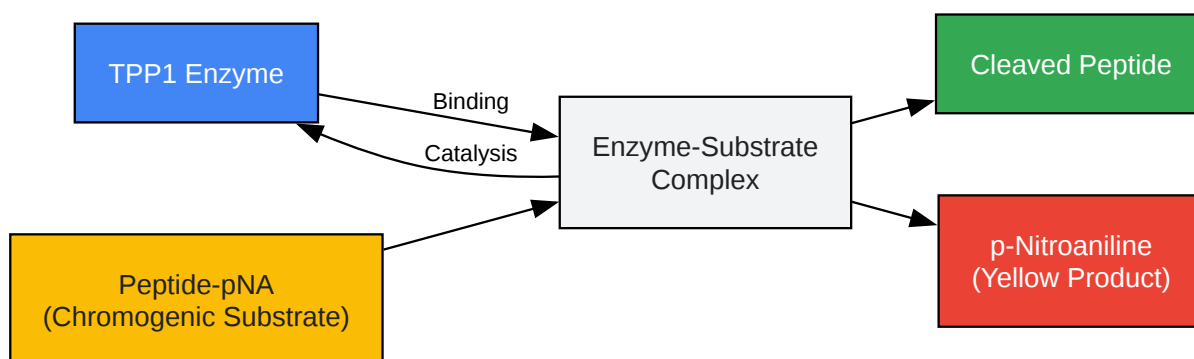 TPP1 Enzyme
Binding
Catalysis
Peptide-pNA
(Chromogenic Substrate)
Enzyme-Substrate
Complex
Cleaved Peptide
p-Nitroaniline
(Yellow Product)